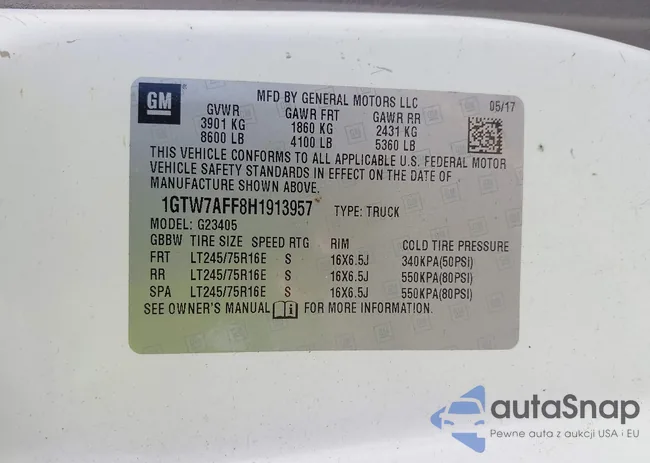 GM
MFD BY GENERAL MOTORS LLC 05/17
GVWR GAWR FRT GAWR RR
3901 KG 1860 KG 2431 KG
8600 LB 4100 LB 5360 LB
THIS VEHICLE CONFORMS TO ALL APPLICABLE U.S. FEDERAL MOTOR
VEHICLE SAFETY STANDARDS IN EFFECT ON THE DATE OF
MANUFACTURE SHOWN ABOVE.
1GTW7AFF8H1913957 TYPE: TRUCK
MODEL: G23405
GBBW TIRE SIZE SPEED RTG RIM COLD TIRE PRESSURE
FRT LT245/75R16E S 16X6.5J 340KPA(50PSI)
RR LT245/75R16E S 16X6.5J 550KPA(80PSI)
SPA LT245/75R16E S 16X6.5J 550KPA(80PSI)
SEE OWNER'S MANUAL i FOR MORE INFORMATION.
autaSnap
Pewne auta z aukcji USA i EU